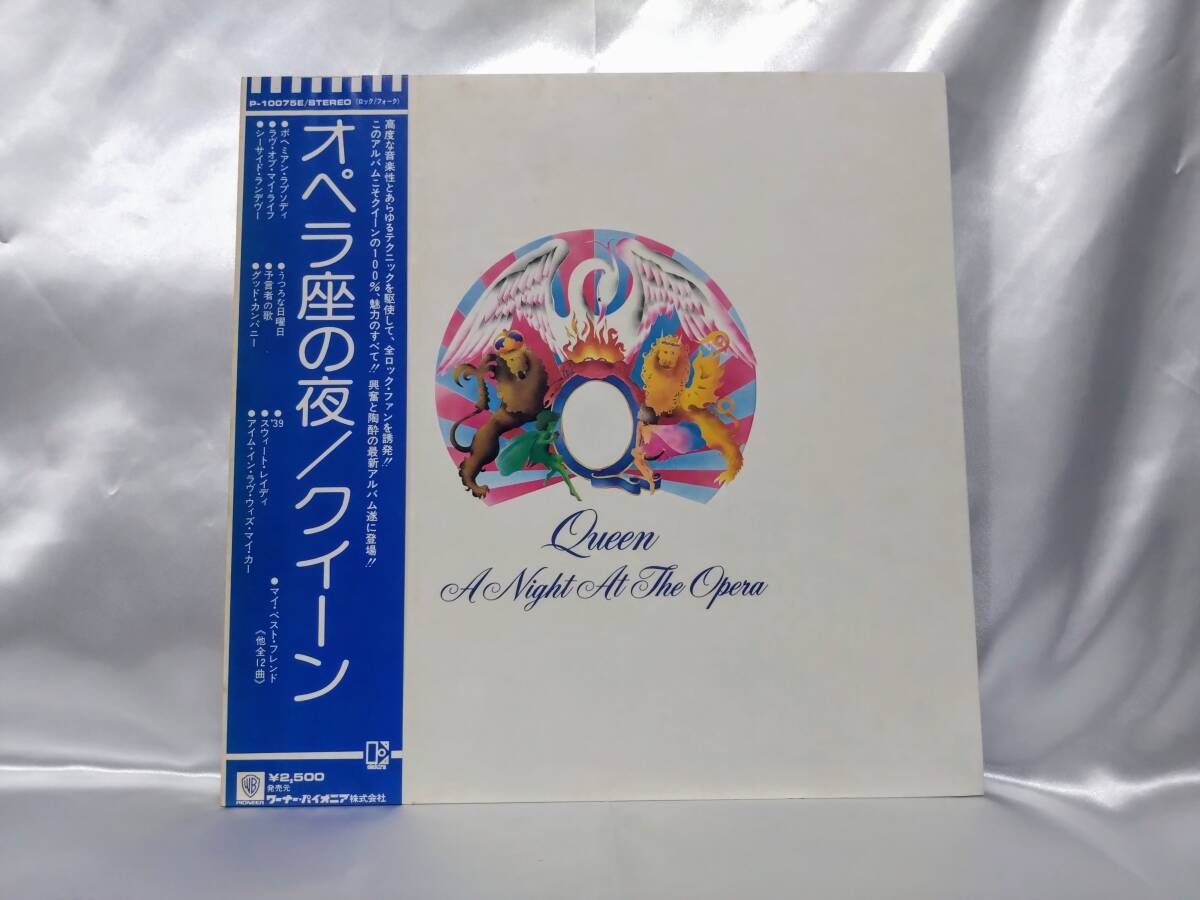 P-10075E/STEREO (ロック/フォーク)
高度な音楽性とあらゆるテクニックを駆使して、全ロック・ファンを誘発!!
このアルバムこそクイーンの100%、魅力のすべて!! 興奮と陶酔の最新アルバム遂に登場!!
オペラ座の夜/クイーン
●ボヘミアン・ラプソディ
●ラヴ・オブ・マイ・ライフ
●シーサイド・ランデヴー
●うつろな日曜日
●予言者の歌
●グッド・カンパニー
●'39
●スウィート・レイディ
●アイム・イン・ラヴ・ウィズ・マイ・カー
・マイ・ベスト・フレンド
《他全12曲》
elektra
WB
PIONEER
¥2,500
発売元
ワーナー・パイオニア株式会社
Queen
A Night At The Opera